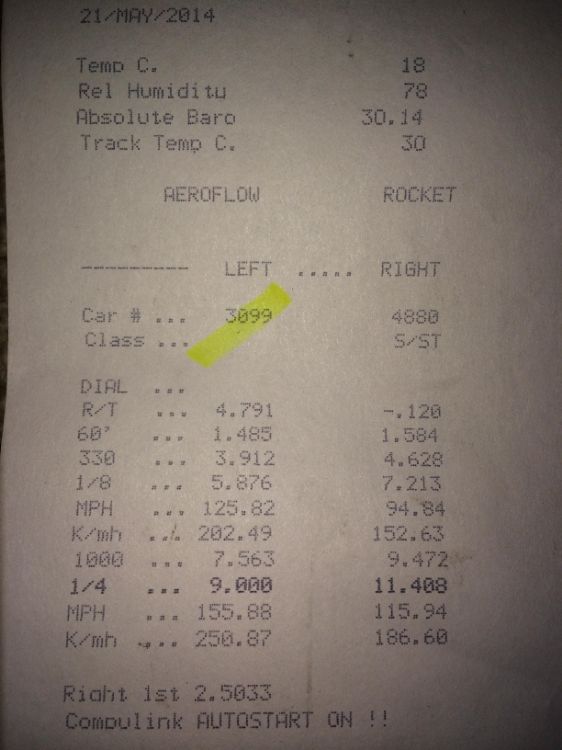 21/MAY/2014
Temp C. 18
Rel Humidity 78
Absolute Baro 30.14
Track Temp C. 30
AEROFLOW ROCKET
--------- LEFT ..... RIGHT
Car # ... 3099 4880
Class ... S/ST
DIAL ...
R/T ... 4.791 -.120
60' ... 1.485 1.584
330 ... 3.912 4.628
1/8 ... 5.876 7.213
MPH ... 125.82 94.84
K/mh ... 202.49 152.63
1000 ... 7.563 9.472
1/4 ... 9.000 11.408
MPH ... 155.88 115.94
K/mh ... 250.87 186.60
Right 1st 2.5033
Compulink AUTOSTART ON !!